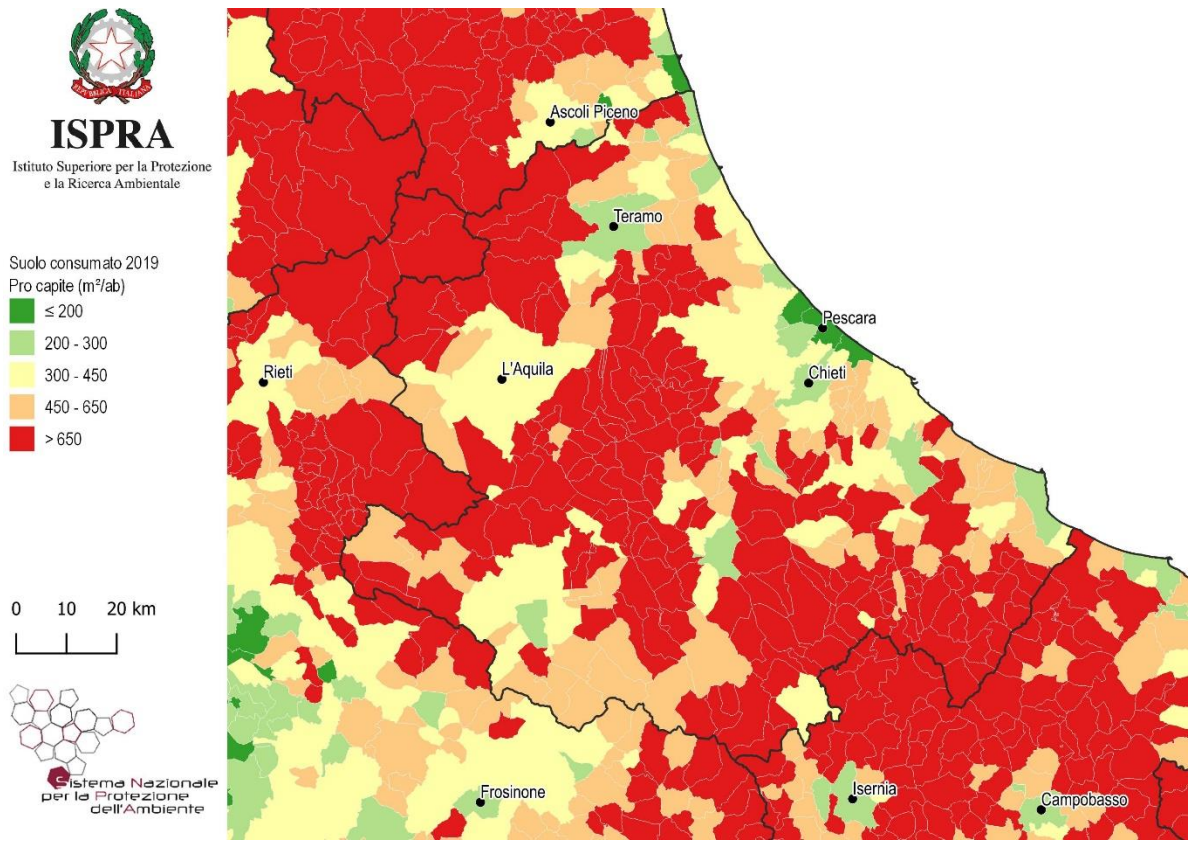 REPVBBLICA ITALIANA
ISPRA
Istituto Superiore per la Protezione
e la Ricerca Ambientale
Suolo consumato 2019
Pro capite (m²/ab)
≤ 200
200 - 300
300 - 450
450 - 650
> 650
0 10 20 km
Sistema Nazionale
per la Protezione
dell'Ambiente
Ascoli Piceno
Teramo
Pescara
Rieti
L'Aquila
Chieti
Frosinone
Isernia
Campobasso